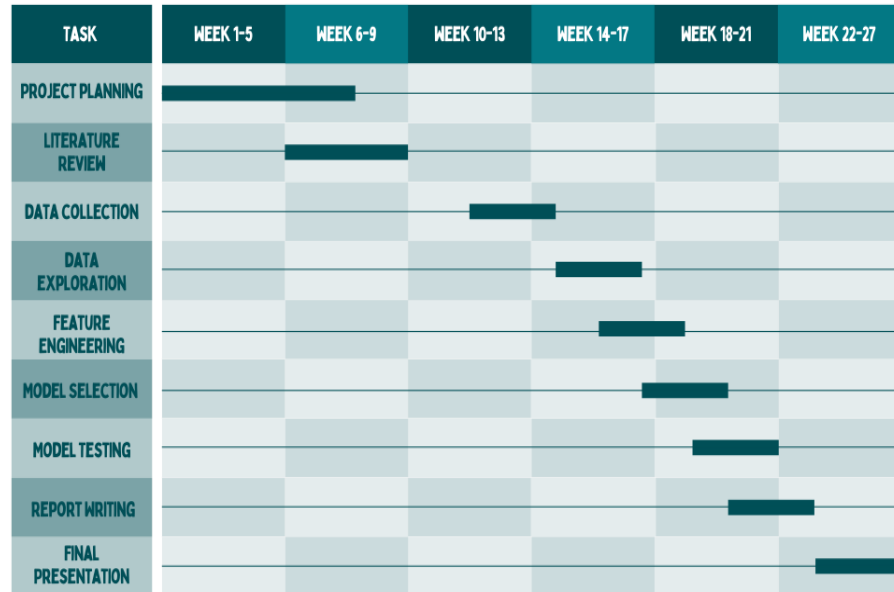 TASK
WEEK 1-5
WEEK 6-9
WEEK 10-13
WEEK 14-17
WEEK 18-21
WEEK 22-27
PROJECT PLANNING
LITERATURE
REVIEW
DATA COLLECTION
DATA
EXPLORATION
FEATURE
ENGINEERING
MODEL SELECTION
MODEL TESTING
REPORT WRITING
FINAL
PRESENTATION